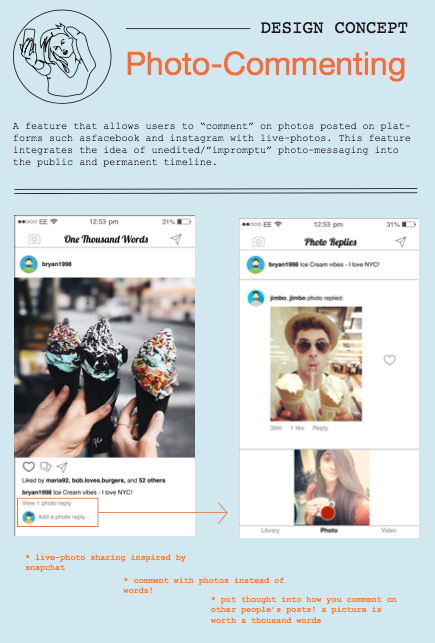 DESIGN CONCEPT
Photo-Commenting
A feature that allows users to “comment” on photos posted on plat-
forms such asfacebook and instagram with live-photos. This feature
integrates the idea of unedited/”impromptu” photo-messaging into
the public and permanent timeline.
●●○○○ EE 12:53 pm 31%
One Thousand Words
bryan1998
Liked by maria92, bob.loves.burgers, and 52 others
bryan1998 Ice Cream vibes - I love NYC!
View 1 photo reply
Add a photo reply...
●●○○○ EE 12:53 pm 31%
Photo Replies
bryan1998 Ice Cream vibes - I love NYC!
jimbo_jimbo photo replied:
38m 1 like Reply
Library Photo Video
* live-photo sharing inspired by
snapchat
* comment with photos instead of
words!
* put thought into how you comment on
other people’s posts! a picture is
worth a thousand words